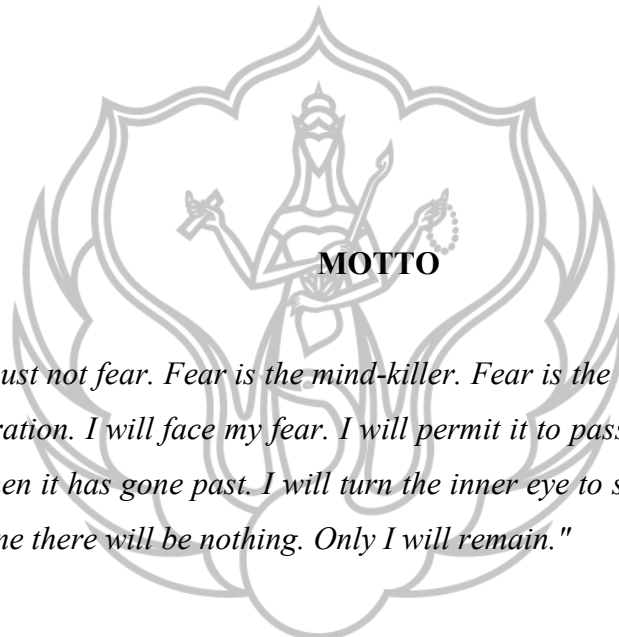 MOTTO
ust not fear. Fear is the mind-killer. Fear is the
ration. I will face my fear. I will permit it to pass
en it has gone past. I will turn the inner eye to s
ne there will be nothing. Only I will remain."